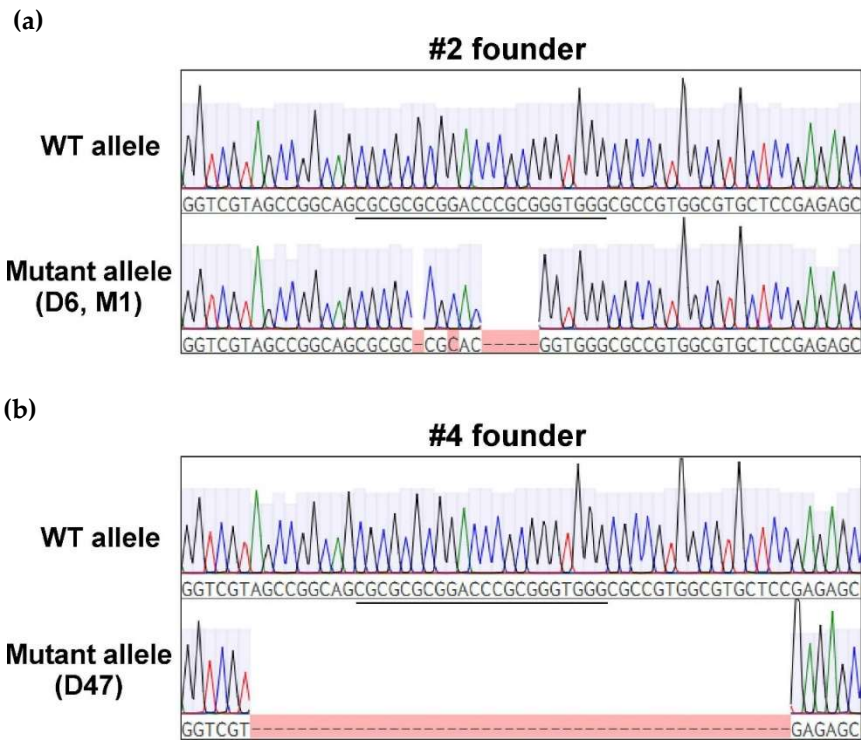 (a)
#2 founder
WT allele
GGTCGTAGCCGGCAGCGCGCGCGGACCCGCGGGTGGGCGCCGTGGCGTGCTCCGAGAGC
Mutant allele
(D6, M1)
GGTCGTAGCCGGCAGCGCGC-CGCAC-----GGTGGGCGCCGTGGCGTGCTCCGAGAGC
(b)
#4 founder
WT allele
GGTCGTAGCCGGCAGCGCGCGCGGACCCGCGGGTGGGCGCCGTGGCGTGCTCCGAGAGC
Mutant allele
(D47)
GGTCGT-----------------------------------------------GAGAGC